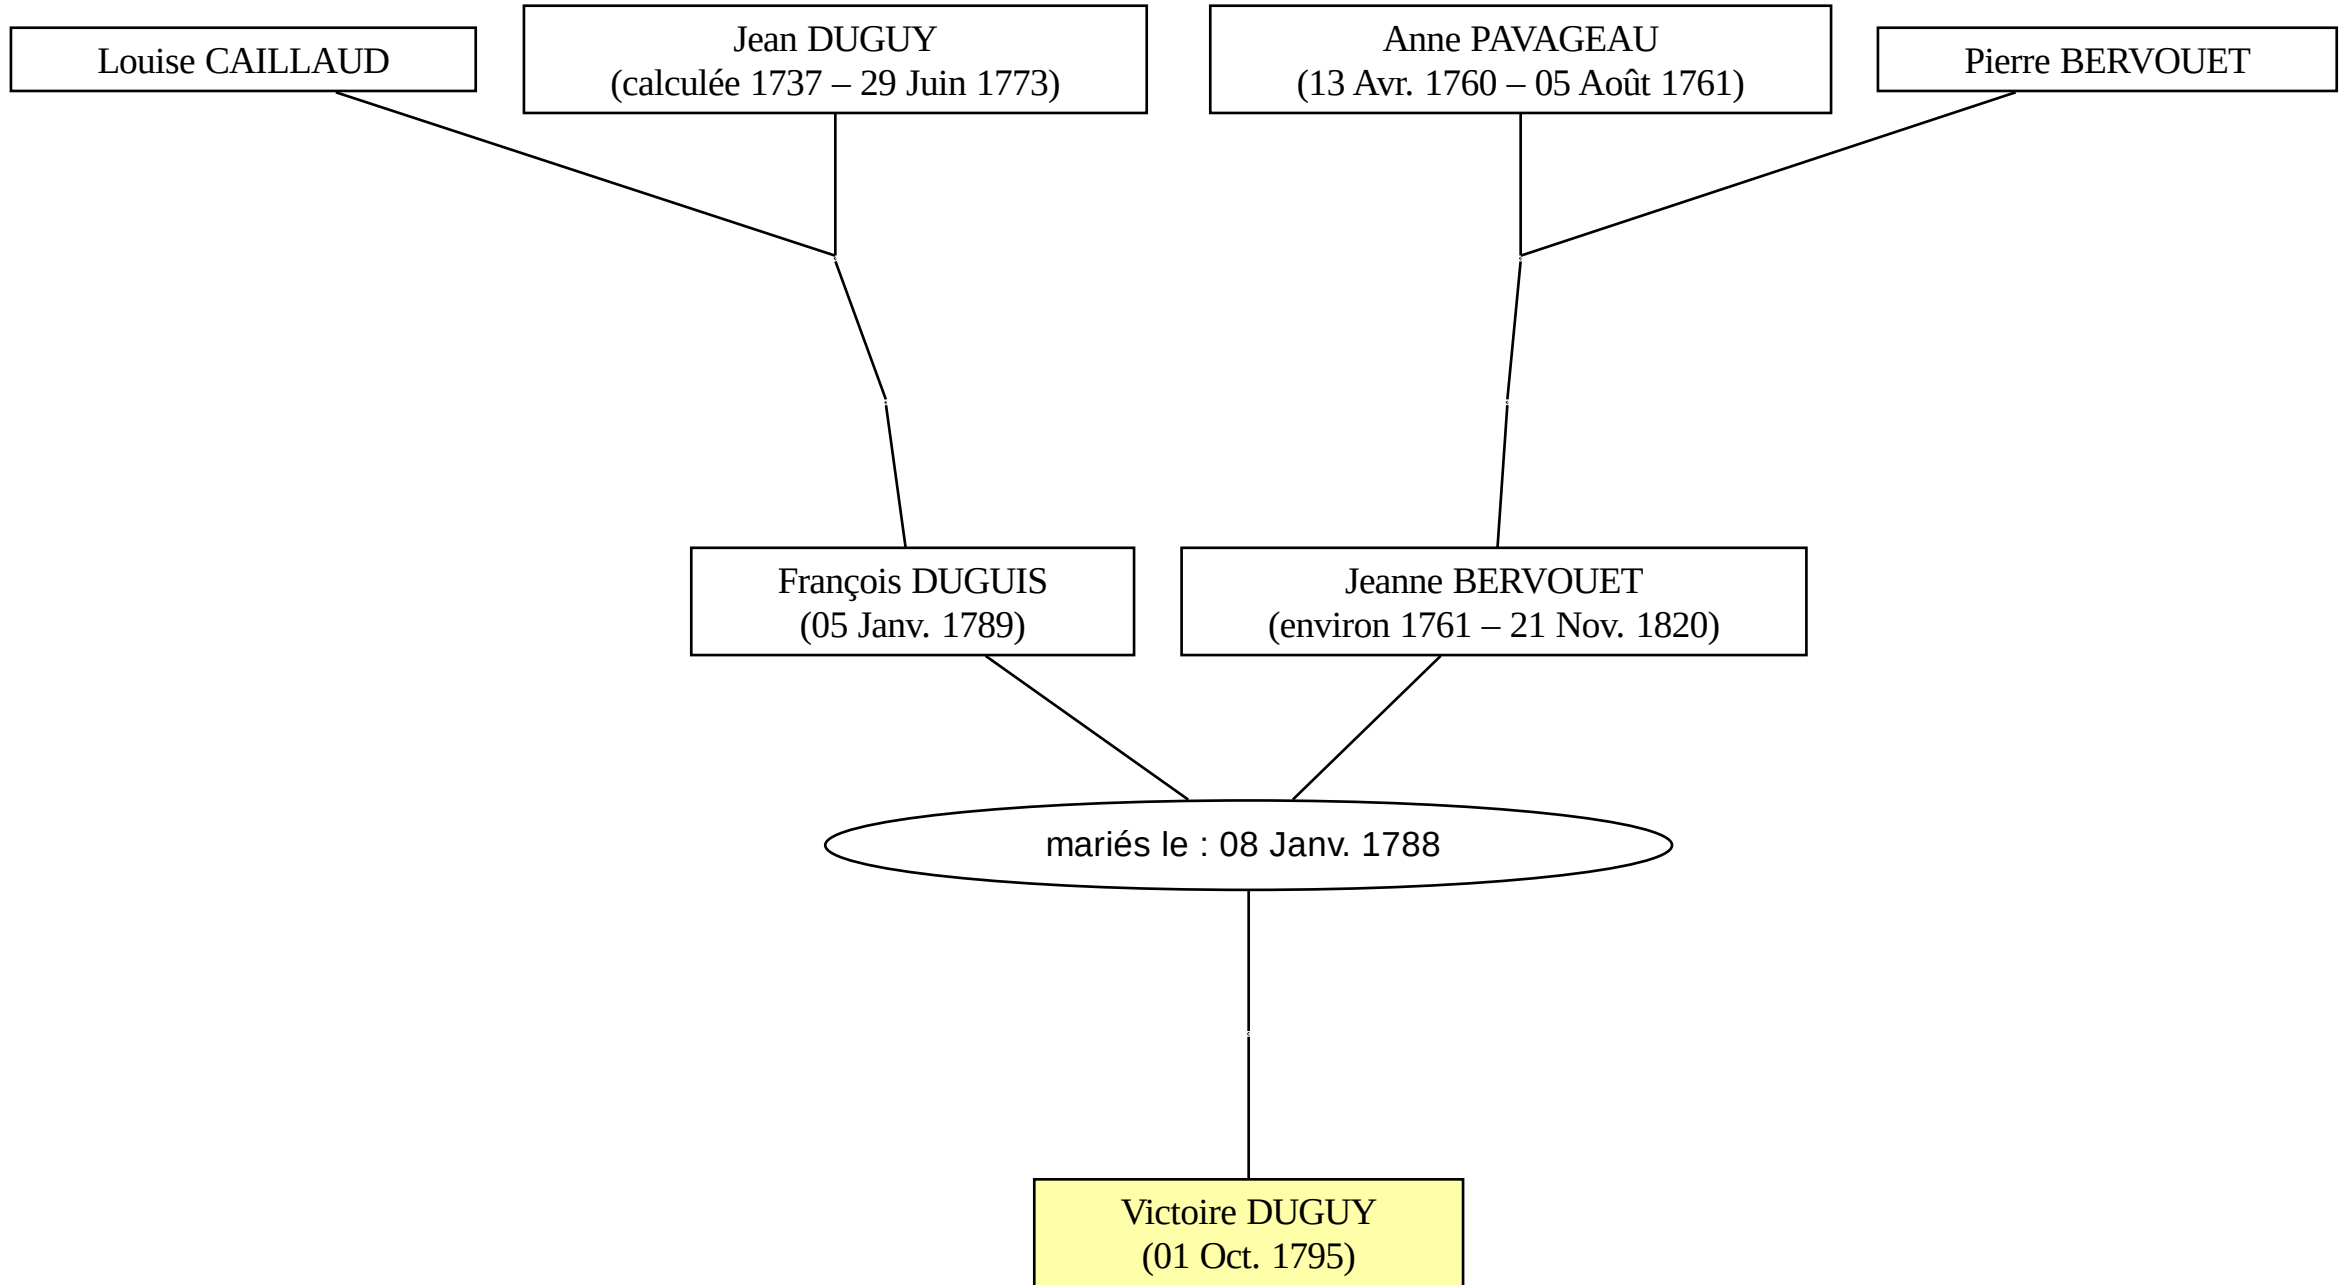 Louise CAILLAUD
Jean DUGUY
(calculée 1737 – 29 Juin 1773)
Anne PAVAGEAU
(13 Avr. 1760 – 05 Août 1761)
Pierre BERVOUET
François DUGUIS
(05 Janv. 1789)
Jeanne BERVOUET
(environ 1761 – 21 Nov. 1820)
mariés le : 08 Janv. 1788
Victoire DUGUY
(01 Oct. 1795)